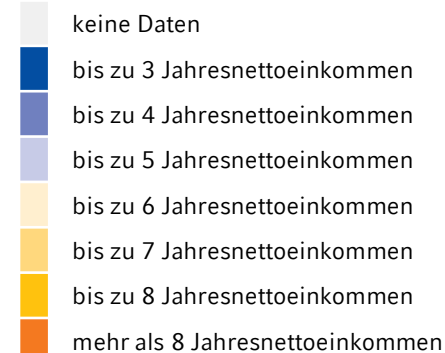 keine Daten
bis zu 3 Jahresnettoeinkommen
bis zu 4 Jahresnettoeinkommen
bis zu 5 Jahresnettoeinkommen
bis zu 6 Jahresnettoeinkommen
bis zu 7 Jahresnettoeinkommen
bis zu 8 Jahresnettoeinkommen
mehr als 8 Jahresnettoeinkommen